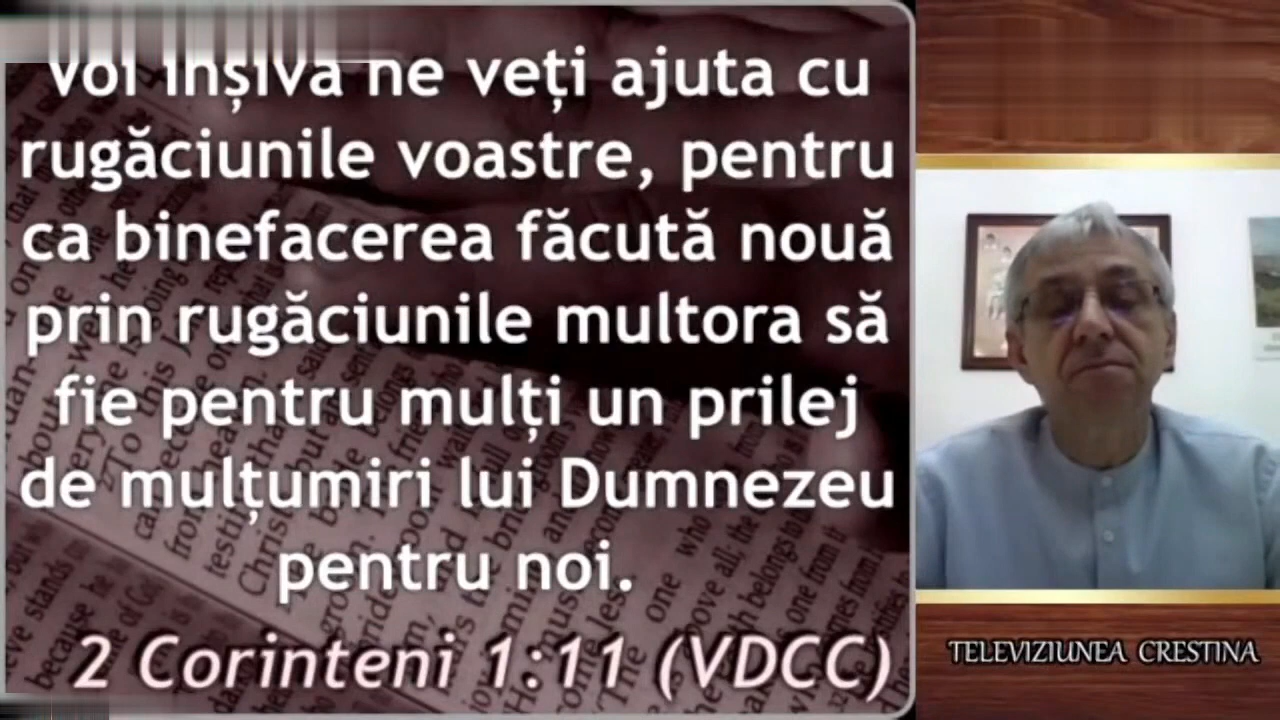 Voi înșivă ne veți ajuta cu
rugăciunile voastre, pentru
ca binefacerea făcută nouă
prin rugăciunile multora să
fie pentru mulți un prilej
de mulțumiri lui Dumnezeu
pentru noi.
2 Corinteni 1:11 (VDCC)
TELEVIZIUNEA CRESTINA